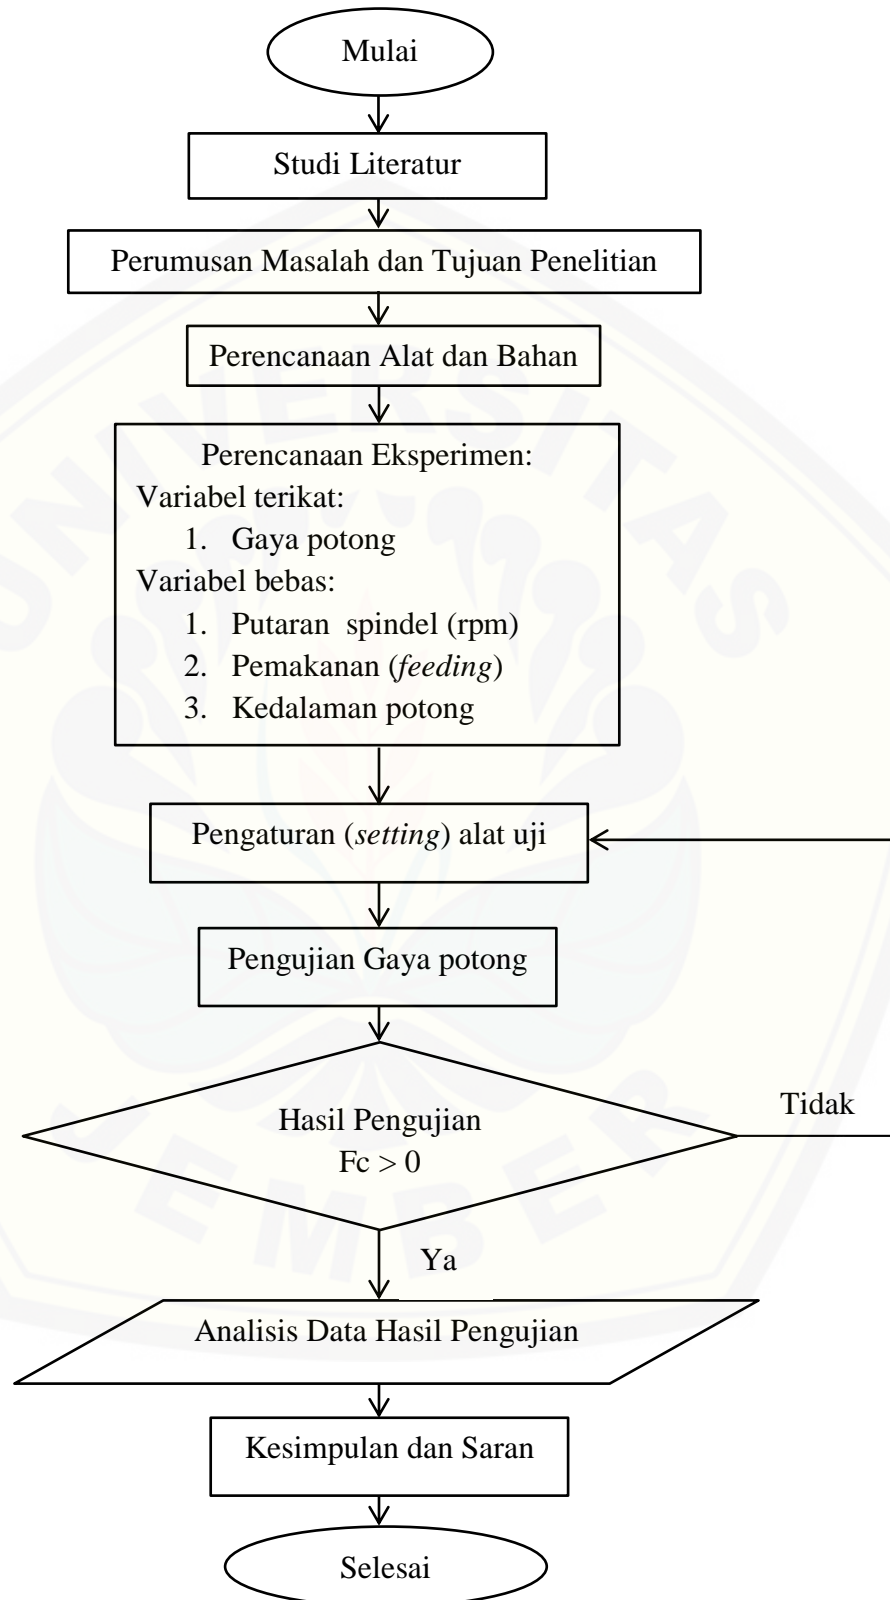 Mulai
Studi Literatur
Perumusan Masalah dan Tujuan Penelitian
Perencanaan Alat dan Bahan
Perencanaan Eksperimen:
Variabel terikat:
1. Gaya potong
Variabel bebas:
1. Putaran spindel (rpm)
2. Pemakanan (feeding)
3. Kedalaman potong
Pengaturan (setting) alat uji
Pengujian Gaya potong
Hasil Pengujian
Fc > 0
Tidak
Ya
Analisis Data Hasil Pengujian
Kesimpulan dan Saran
Selesai
UNIVERSITAS
JEMBER